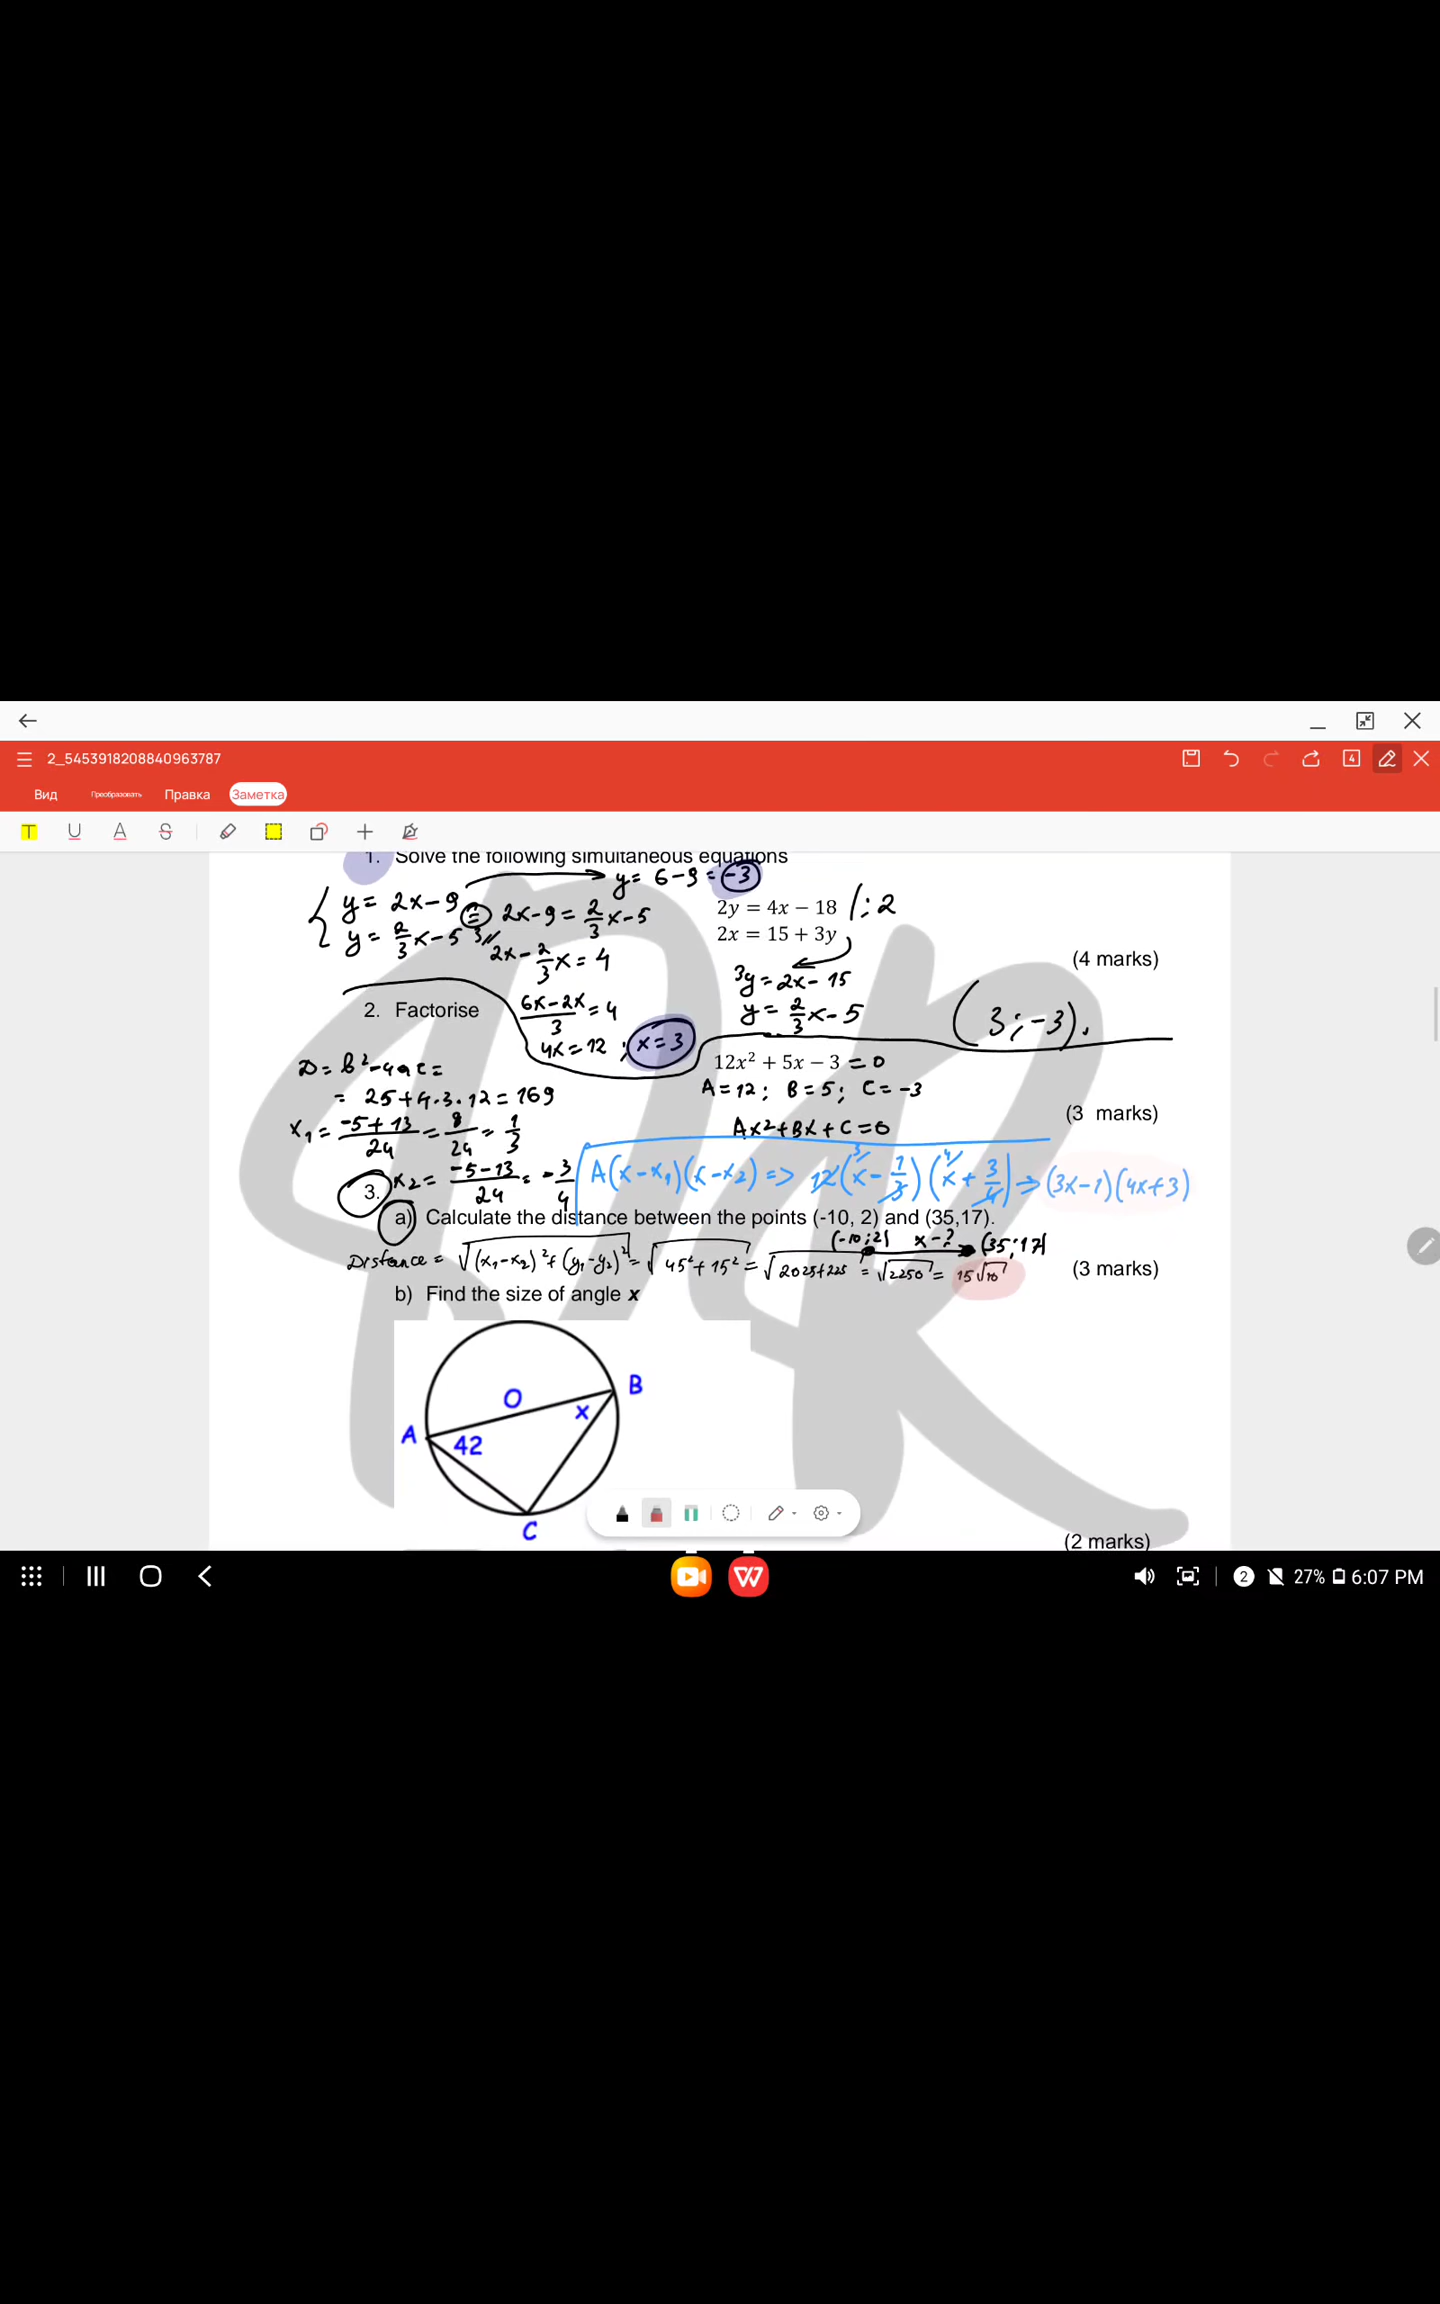 2_5453918208840963787
4
Вид Преобразовать Правка Заметка
T U A S
1. Solve the following simultaneous equations
y = 6-9 = -3
y = 2x-9 = 2x-9 = 2/3 x-5
2y = 4x − 18 /:2
y = 2/3 x-5
2x = 15 + 3y
2x - 2/3 x = 4
(4 marks)
3y = 2x - 15
2. Factorise
(6x-2x)/3 = 4
y = 2/3 x - 5
(3;-3).
4x = 12 ; x = 3
12x² + 5x − 3 = 0
D = b²-4ac =
A = 12; B = 5; C = -3
= 25+4·3·12 = 169
(3 marks)
x₁ = (-5+13)/24 = 8/24 = 1/3
Ax²+Bx+C=0
3. x₂ = (-5-13)/24 = -3/4
A(x-x₁)(x-x₂) => 12(x - 1/3)(x + 3/4) => (3x-1)(4x+3)
a) Calculate the distance between the points (-10, 2) and (35,17).
(-10;2) x-? (35;17)
Distance = √((x₁-x₂)²+(y₁-y₂)²) = √(45²+15²) = √(2025+225) = √2250 = 15√10
(3 marks)
b) Find the size of angle x
B
O
x
A 42
C
(2 marks)
2 27% 6:07 PM